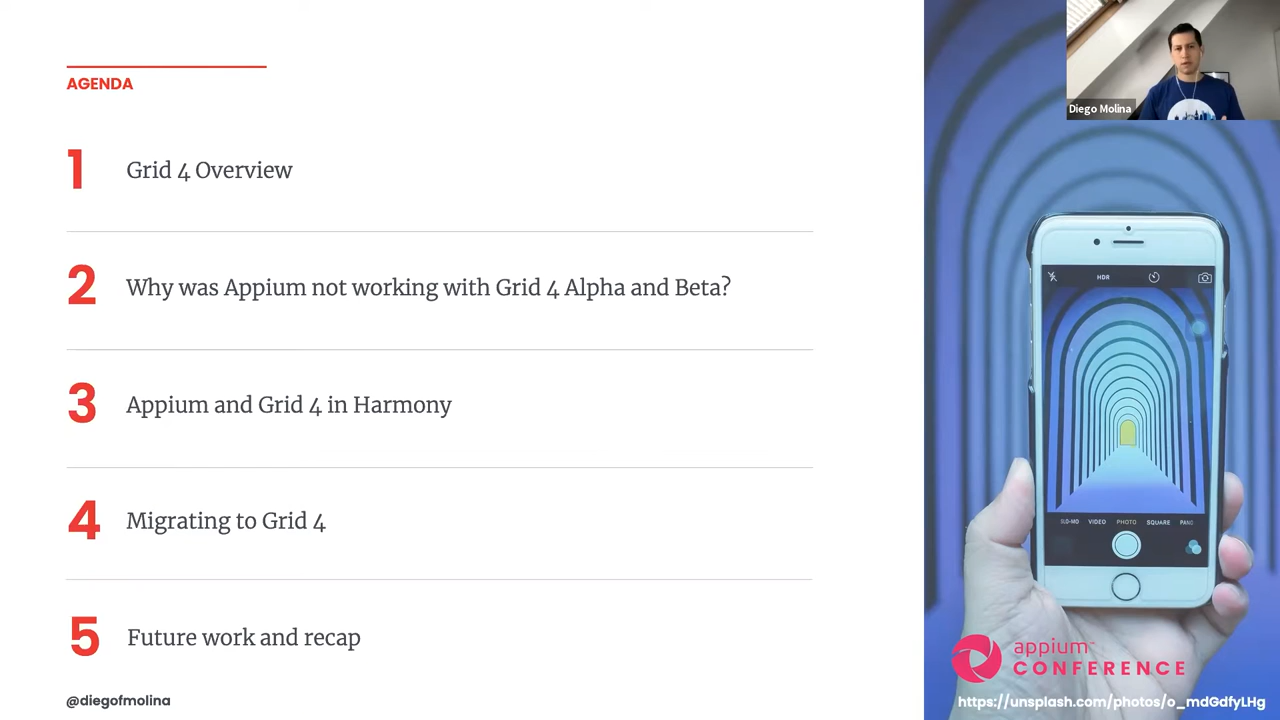 AGENDA
1 Grid 4 Overview
2 Why was Appium not working with Grid 4 Alpha and Beta?
3 Appium and Grid 4 in Harmony
4 Migrating to Grid 4
5 Future work and recap
@diegofmolina
Diego Molina
HDR
SLO-MO VIDEO PHOTO SQUARE PANO
appium™
CONFERENCE
https://unsplash.com/photos/o_mdGdfyLHg